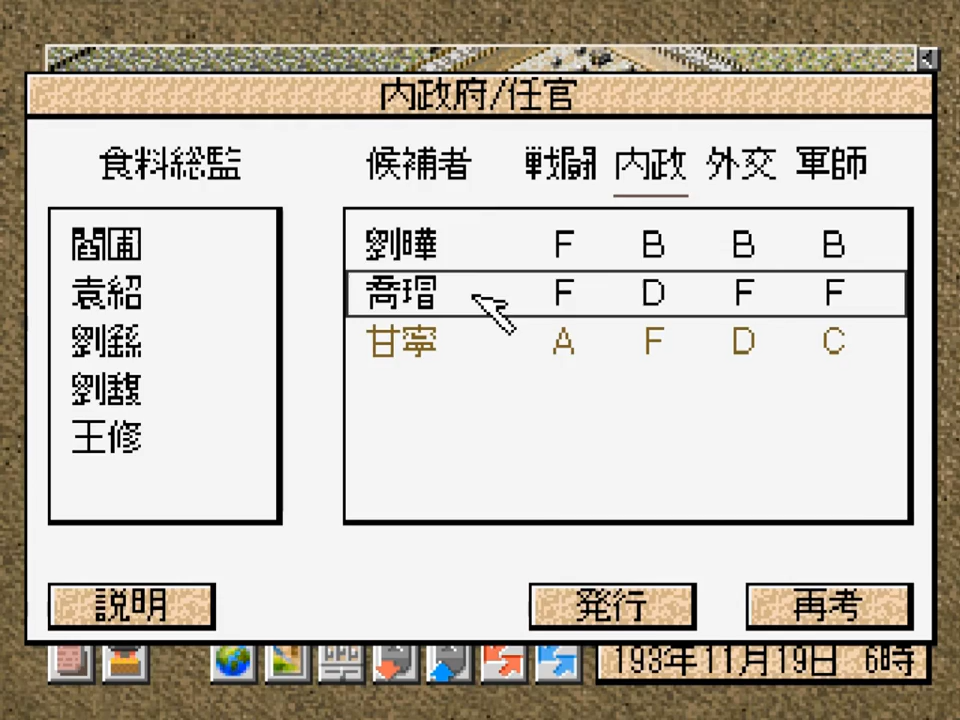 内政府/任官
食料総監 候補者 戦闘 内政 外交 軍師
閻圃 劉曄 F B B B
袁紹 喬瑁 F D F F
劉繇 甘寧 A F D C
劉馥
王修
説明 発行 再考
193年11月19日 6時